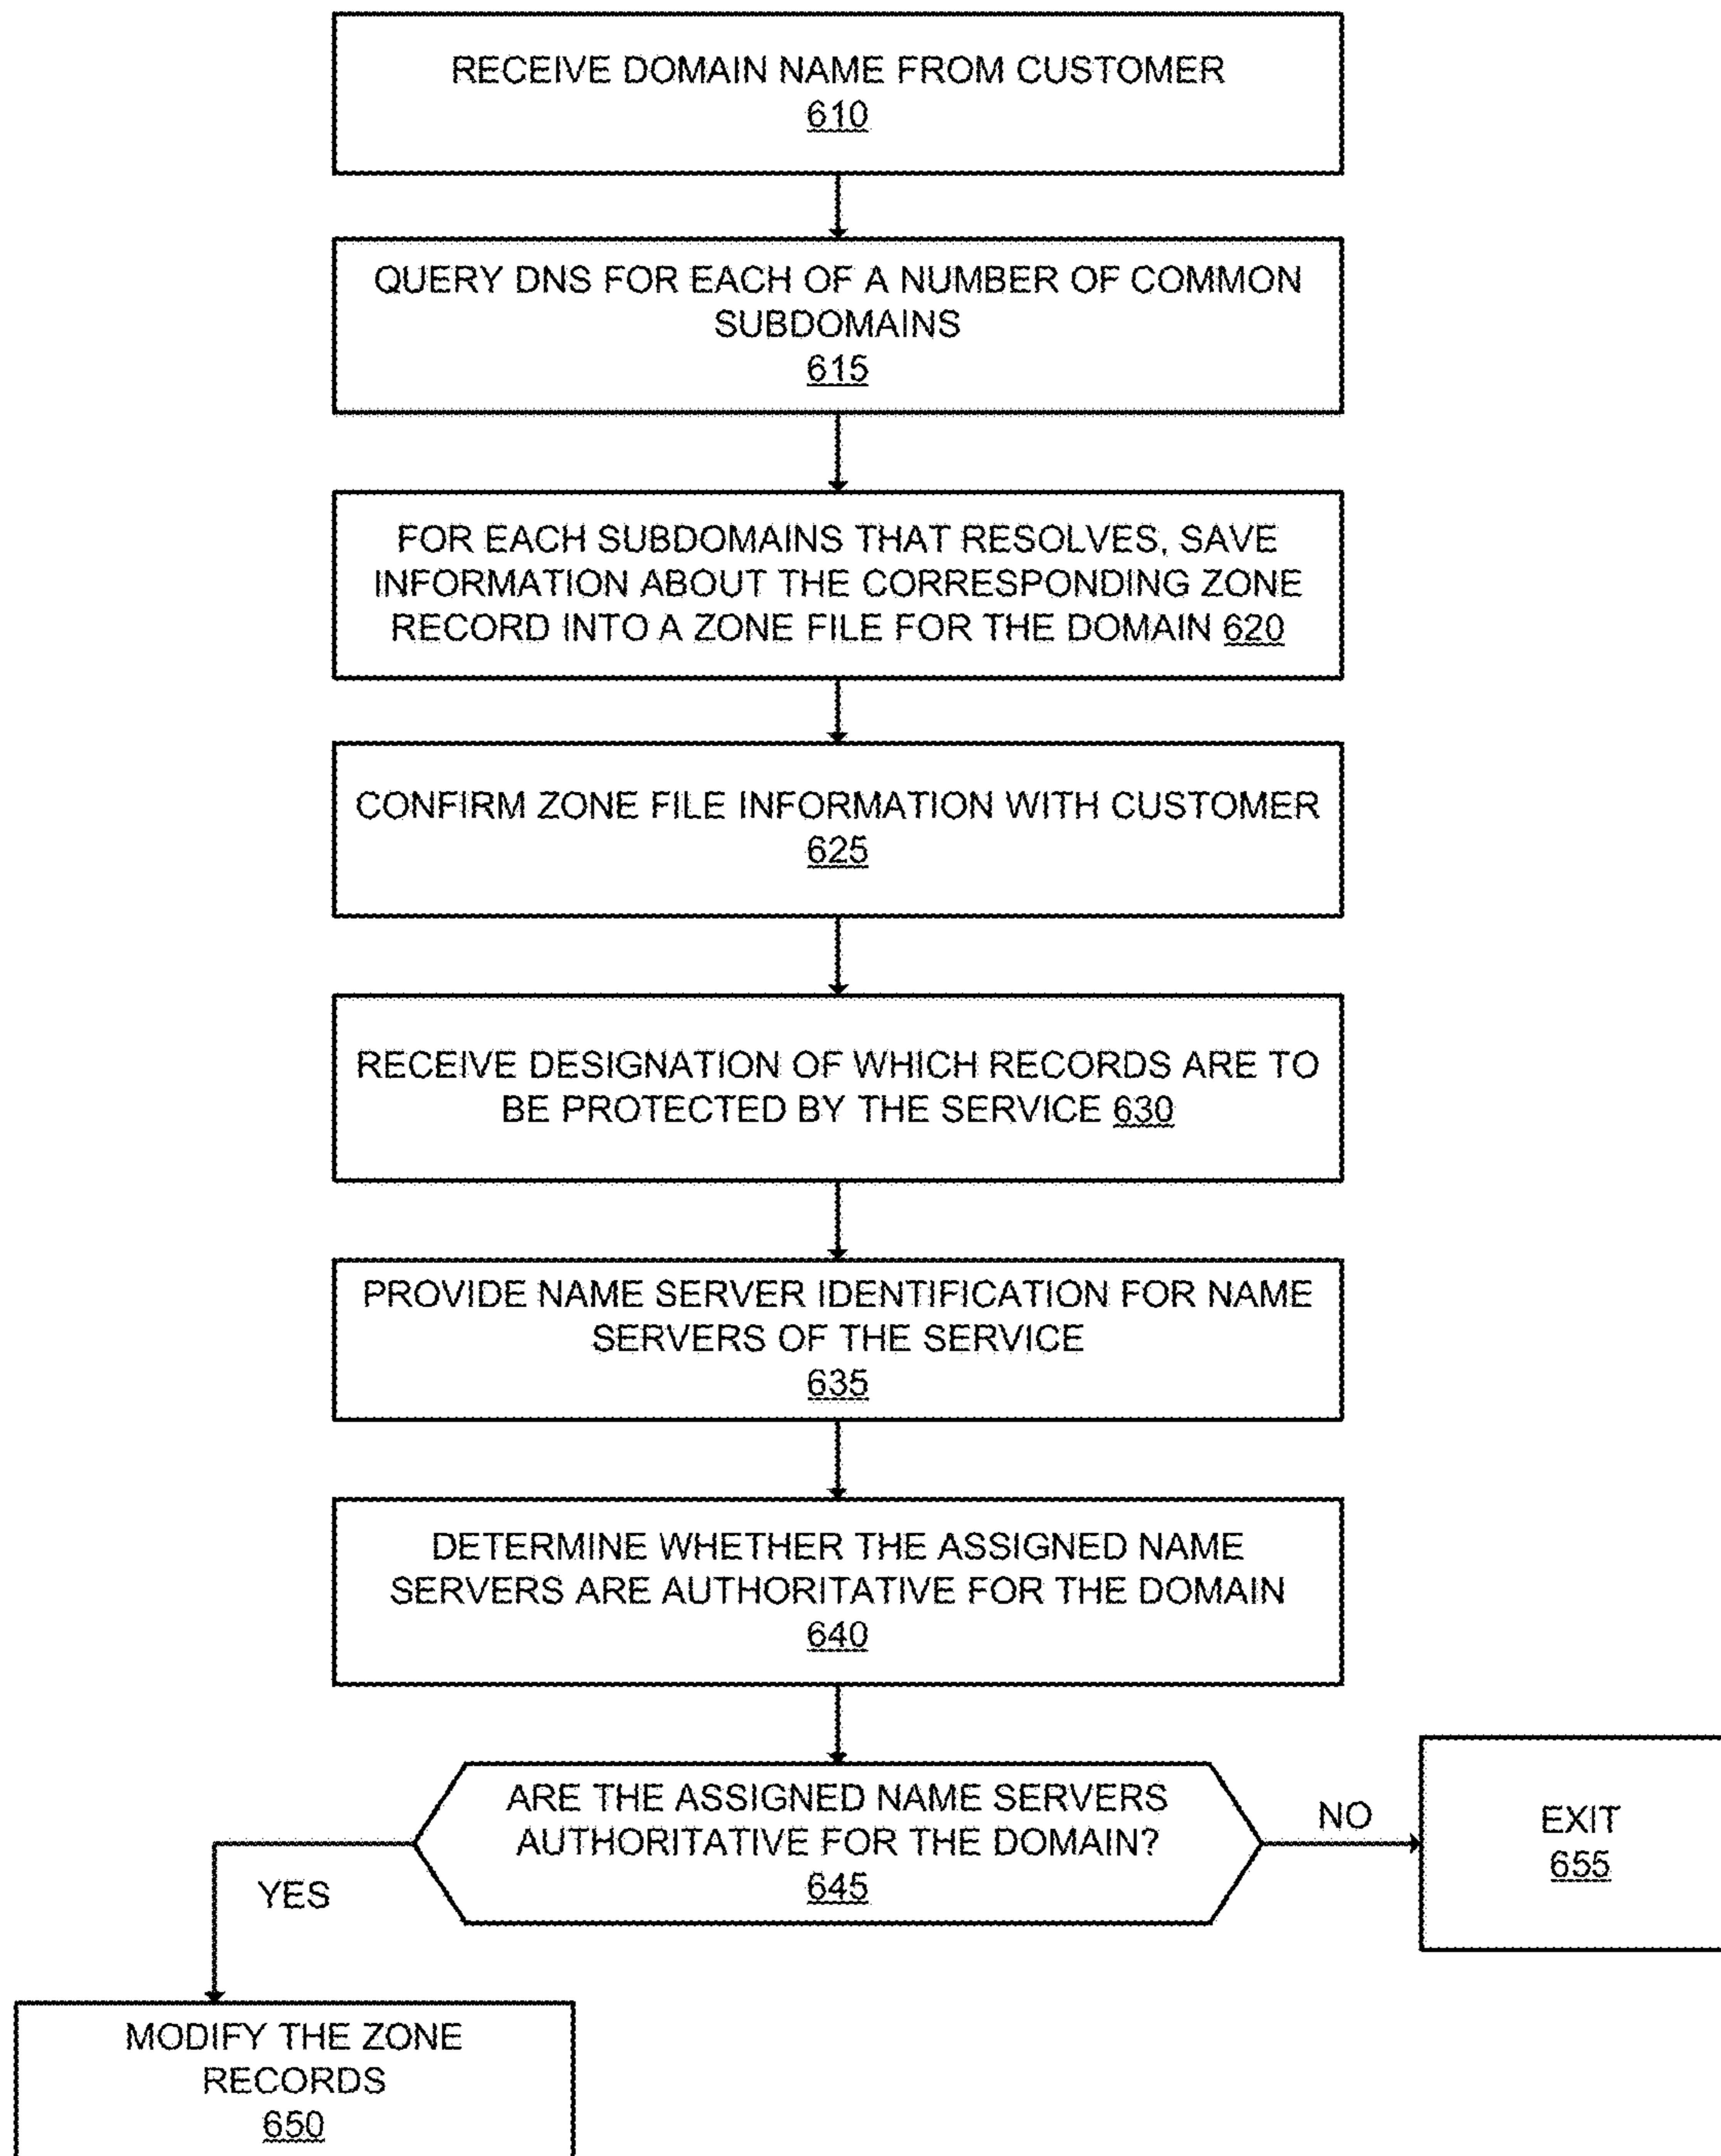 RECEIVE DOMAIN NAME FROM CUSTOMER
610
QUERY DNS FOR EACH OF A NUMBER OF COMMON
SUBDOMAINS
615
FOR EACH SUBDOMAINS THAT RESOLVES, SAVE
INFORMATION ABOUT THE CORRESPONDING ZONE
RECORD INTO A ZONE FILE FOR THE DOMAIN 620
CONFIRM ZONE FILE INFORMATION WITH CUSTOMER
625
RECEIVE DESIGNATION OF WHICH RECORDS ARE TO
BE PROTECTED BY THE SERVICE 630
PROVIDE NAME SERVER IDENTIFICATION FOR NAME
SERVERS OF THE SERVICE
635
DETERMINE WHETHER THE ASSIGNED NAME
SERVERS ARE AUTHORITATIVE FOR THE DOMAIN
640
ARE THE ASSIGNED NAME SERVERS
AUTHORITATIVE FOR THE DOMAIN?
645
NO
EXIT
655
YES
MODIFY THE ZONE
RECORDS
650